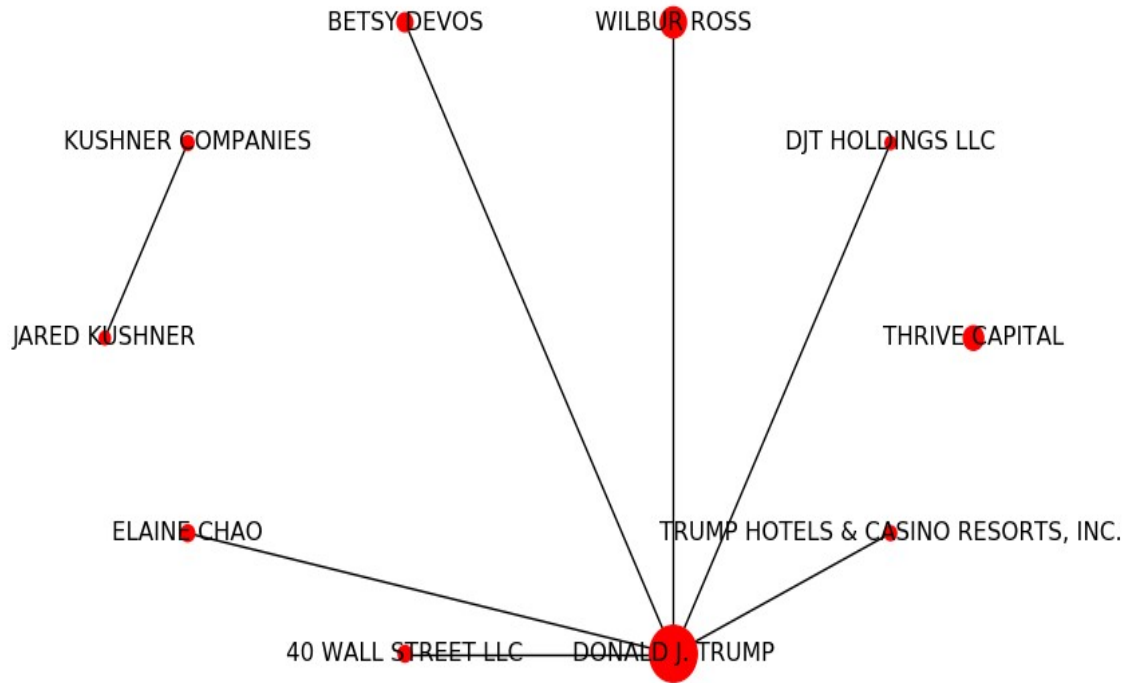 BETSY DEVOS
WILBUR ROSS
KUSHNER COMPANIES
DJT HOLDINGS LLC
JARED KUSHNER
THRIVE CAPITAL
ELAINE CHAO
TRUMP HOTELS & CASINO RESORTS, INC.
40 WALL STREET LLC
DONALD J. TRUMP